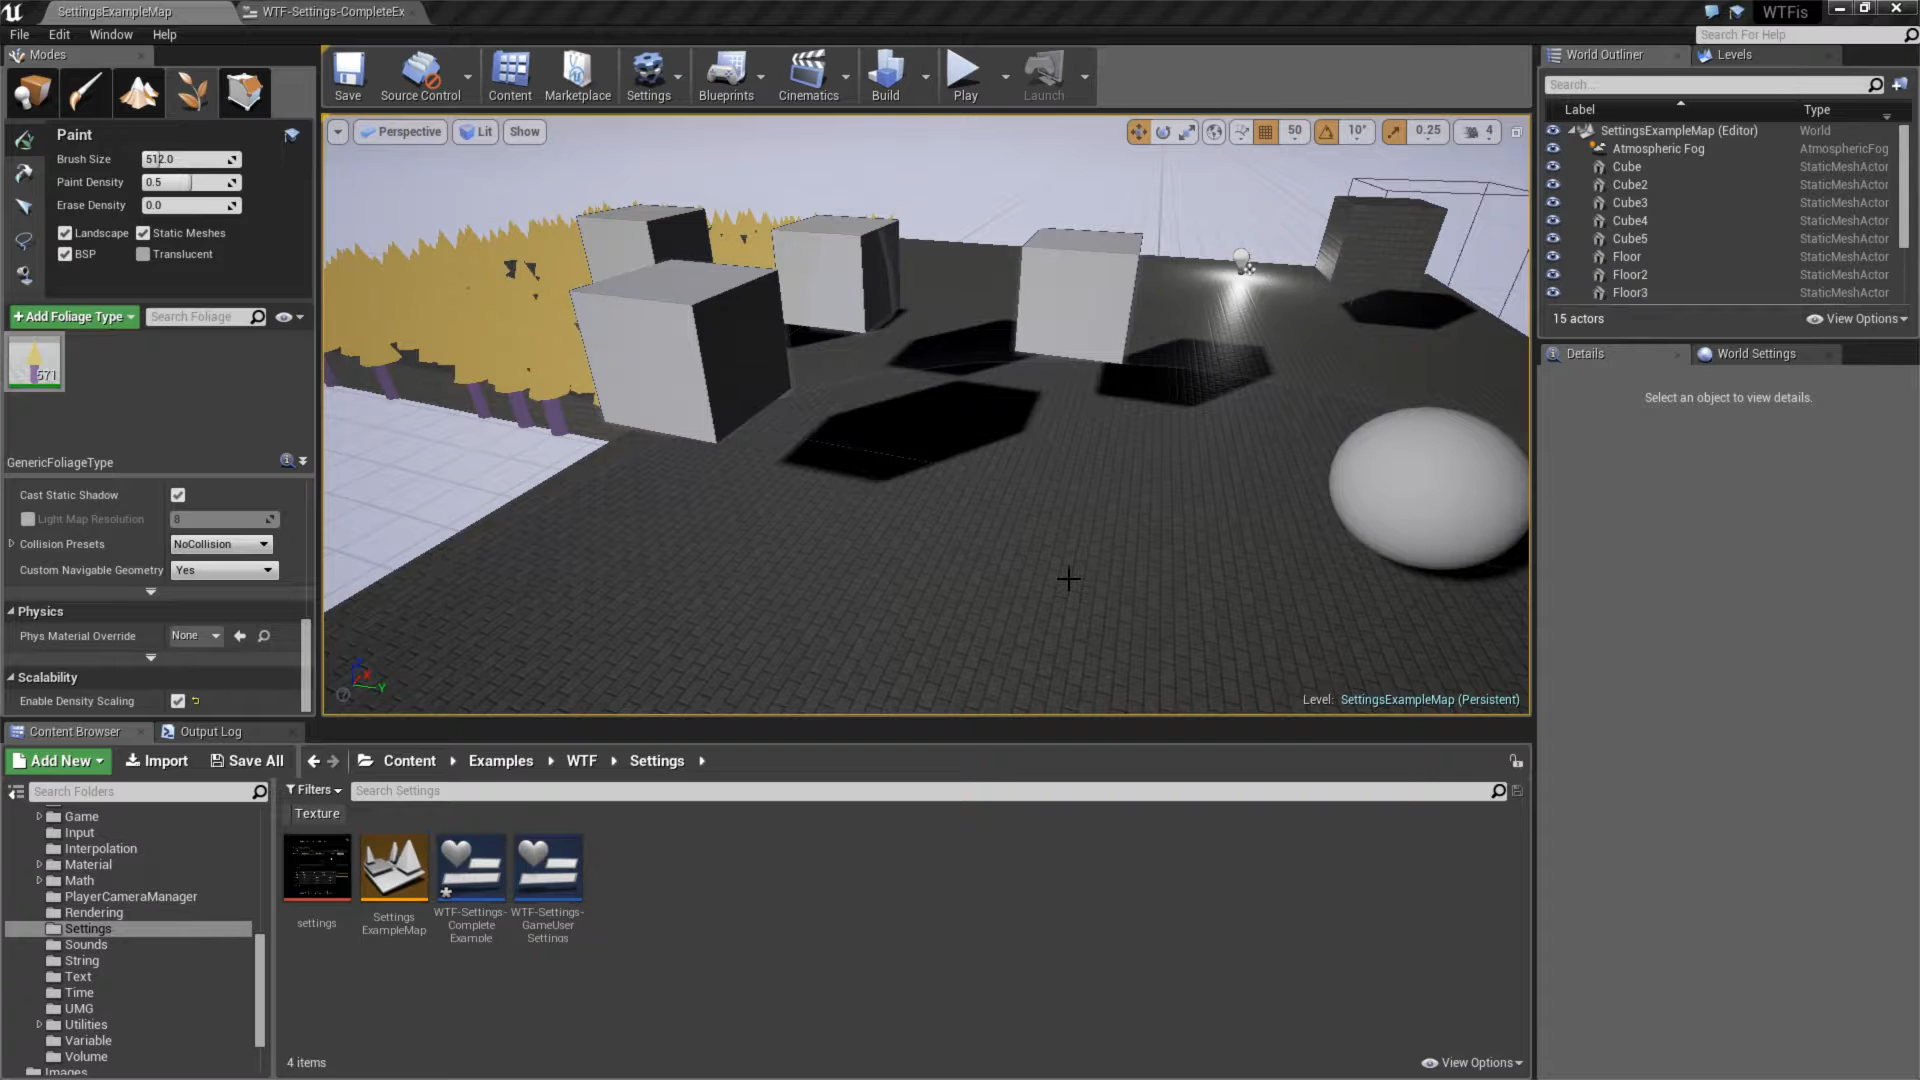 SettingsExampleMap
WTF-Settings-CompleteEx
WTFis
File Edit Window Help
Search For Help
Modes
Save
Source Control
Content
Marketplace
Settings
Blueprints
Cinematics
Build
Play
Launch
World Outliner
Levels
Search...
Label Type
SettingsExampleMap (Editor) World
Atmospheric Fog AtmosphericFog
Cube StaticMeshActor
Cube2 StaticMeshActor
Cube3 StaticMeshActor
Cube4 StaticMeshActor
Cube5 StaticMeshActor
Floor StaticMeshActor
Floor2 StaticMeshActor
Floor3 StaticMeshActor
15 actors
View Options
Details
World Settings
Select an object to view details.
Paint
Brush Size 512.0
Paint Density 0.5
Erase Density 0.0
Landscape Static Meshes
BSP Translucent
+Add Foliage Type
Search Foliage
571
GenericFoliageType
Cast Static Shadow
Light Map Resolution 8
Collision Presets NoCollision
Custom Navigable Geometry Yes
Physics
Phys Material Override None
Scalability
Enable Density Scaling
Perspective
Lit
Show
50
10°
0.25
4
Z
X
Y
Level: SettingsExampleMap (Persistent)
Content Browser
Output Log
Add New
Import
Save All
Content
Examples
WTF
Settings
Search Folders
Filters
Search Settings
Texture
Game
Input
Interpolation
Material
Math
PlayerCameraManager
Rendering
Settings
Sounds
String
Text
Time
UMG
Utilities
Variable
Volume
Images
settings
Settings
ExampleMap
WTF-Settings-
Complete
Example
WTF-Settings-
GameUser
Settings
4 items
View Options